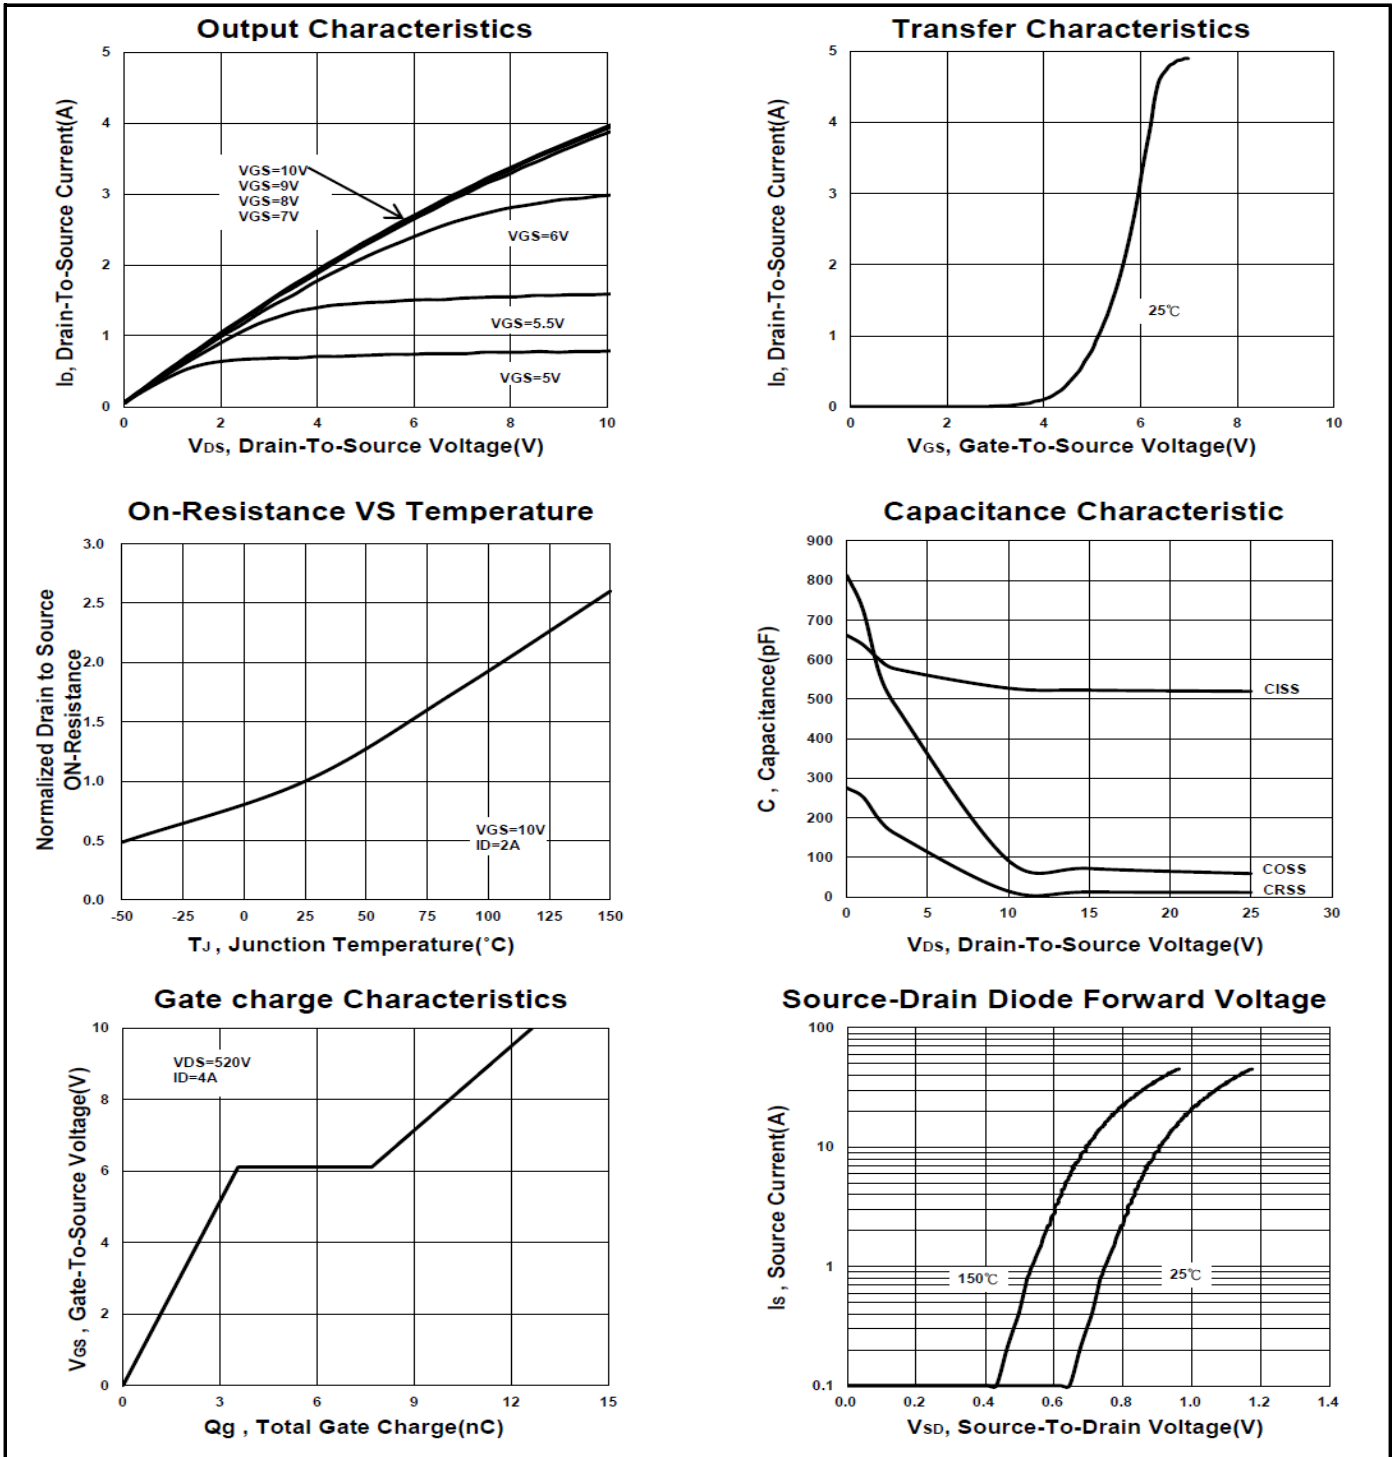 Output Characteristics
5
4
3
2
1
0
ID, Drain-To-Source Current(A)
VGS=10V
VGS=9V
VGS=8V
VGS=7V
VGS=6V
VGS=5.5V
VGS=5V
0 2 4 6 8 10
VDS, Drain-To-Source Voltage(V)
Transfer Characteristics
5
4
3
2
1
0
ID, Drain-To-Source Current(A)
25℃
0 2 4 6 8 10
VGS, Gate-To-Source Voltage(V)
On-Resistance VS Temperature
3.0
2.5
2.0
1.5
1.0
0.5
0.0
Normalized Drain to Source
ON-Resistance
VGS=10V
ID=2A
-50 -25 0 25 50 75 100 125 150
TJ , Junction Temperature(°C)
Capacitance Characteristic
900
800
700
600
500
400
300
200
100
0
C , Capacitance(pF)
CISS
COSS
CRSS
0 5 10 15 20 25 30
VDS, Drain-To-Source Voltage(V)
Gate charge Characteristics
10
8
6
4
2
0
VGS , Gate-To-Source Voltage(V)
VDS=520V
ID=4A
0 3 6 9 12 15
Qg , Total Gate Charge(nC)
Source-Drain Diode Forward Voltage
100
10
1
0.1
IS , Source Current(A)
150℃
25℃
0.0 0.2 0.4 0.6 0.8 1.0 1.2 1.4
VSD, Source-To-Drain Voltage(V)